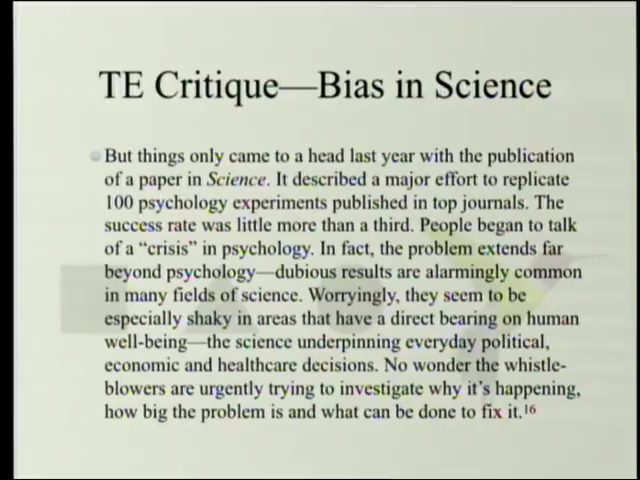 TE Critique—Bias in Science
But things only came to a head last year with the publication
of a paper in Science. It described a major effort to replicate
100 psychology experiments published in top journals. The
success rate was little more than a third. People began to talk
of a “crisis” in psychology. In fact, the problem extends far
beyond psychology—dubious results are alarmingly common
in many fields of science. Worryingly, they seem to be
especially shaky in areas that have a direct bearing on human
well-being—the science underpinning everyday political,
economic and healthcare decisions. No wonder the whistle-
blowers are urgently trying to investigate why it’s happening,
how big the problem is and what can be done to fix it.16